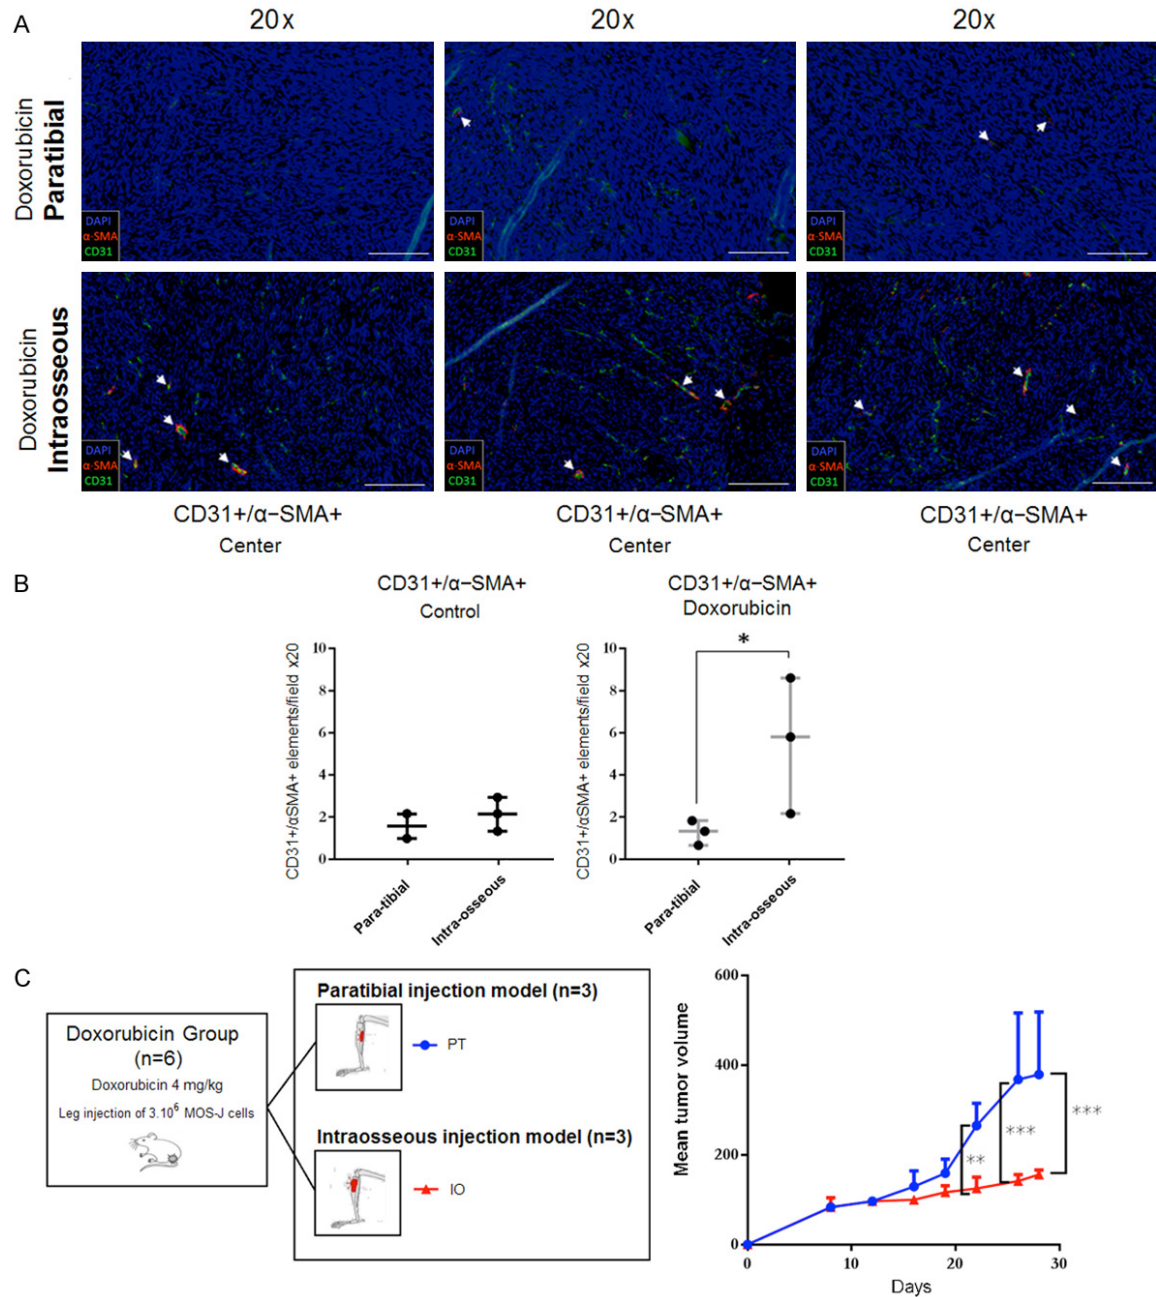 A
20x
20x
20x
Doxorubicin
Paratibial
DAPI
α-SMA
CD31
DAPI
α-SMA
CD31
DAPI
α-SMA
CD31
Doxorubicin
Intraosseous
DAPI
α-SMA
CD31
DAPI
α-SMA
CD31
DAPI
α-SMA
CD31
CD31+/α−SMA+
Center
CD31+/α−SMA+
Center
CD31+/α−SMA+
Center
B
CD31+/α−SMA+
Control
CD31+/αSMA+ elements/field x20
10
8
6
4
2
0
Para-tibial
Intra-osseous
CD31+/α−SMA+
Doxorubicin
CD31+/αSMA+ elements/field x20
10
8
6
4
2
0
*
Para-tibial
Intra-osseous
C
Doxorubicin Group
(n=6)
Doxorubicin 4 mg/kg
Leg injection of 3.10⁶ MOS-J cells
Paratibial injection model (n=3)
PT
Intraosseous injection model (n=3)
IO
Mean tumor volume
600
400
200
0
**
***
***
0
10
20
30
Days